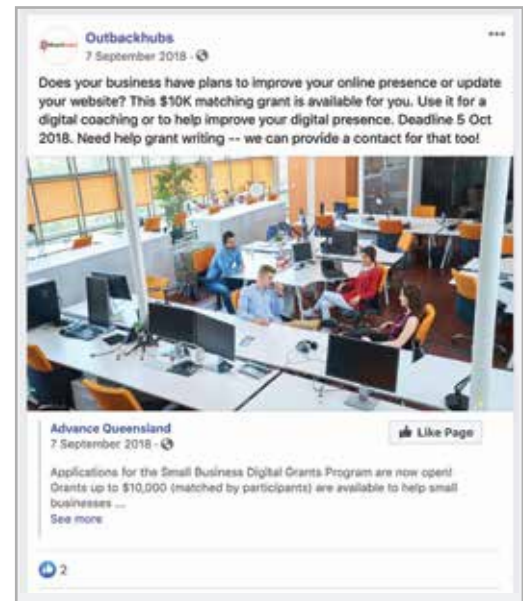 Outbackhubs
7 September 2018 ·
Does your business have plans to improve your online presence or update
your website? This $10K matching grant is available for you. Use it for a
digital coaching or to help improve your digital presence. Deadline 5 Oct
2018. Need help grant writing -- we can provide a contact for that too!
Advance Queensland
7 September 2018 ·
Like Page
Applications for the Small Business Digital Grants Program are now open!
Grants up to $10,000 (matched by participants) are available to help small
businesses ...
See more
2